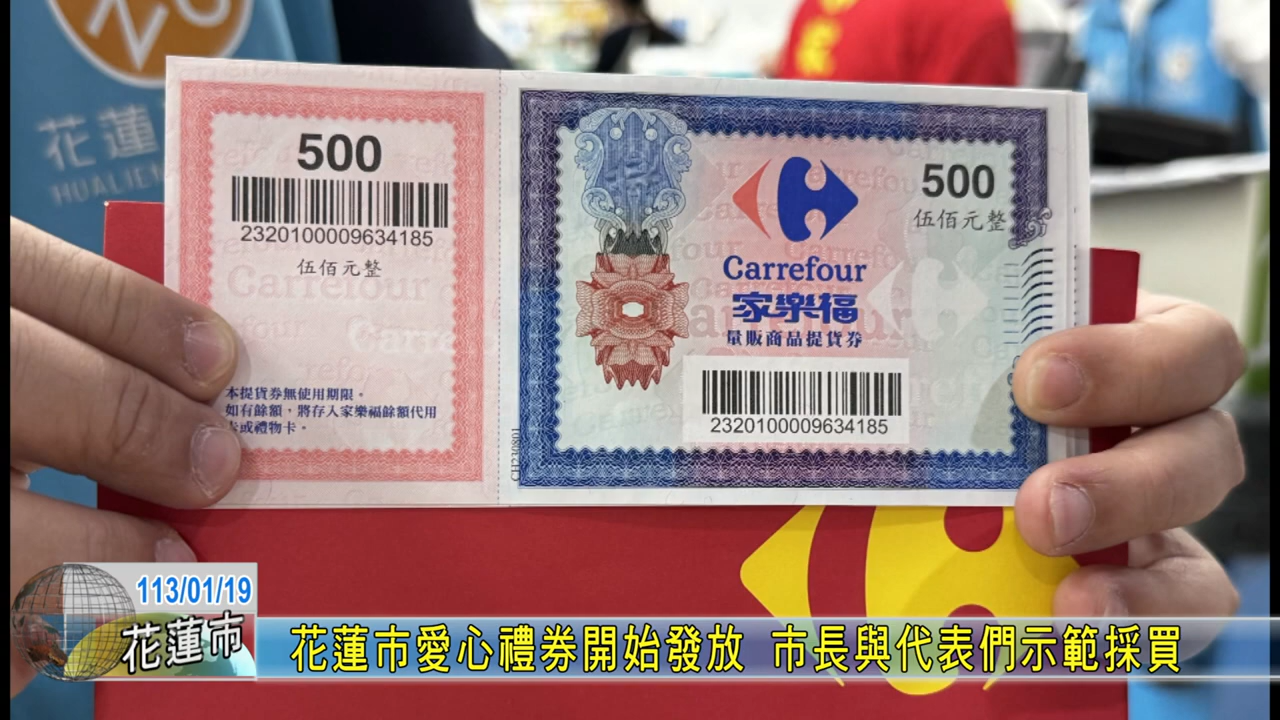 花蓮
HUALIEN
500
2320100009634185
伍佰元整
本提貨券無使用期限。
如有餘額,將存入家樂福餘額代用
卡或禮物卡。
CH230801
Carrefour
家樂福
量販商品提貨券
500
伍佰元整
2320100009634185
113/01/19
花蓮市
花蓮市愛心禮券開始發放 市長與代表們示範採買